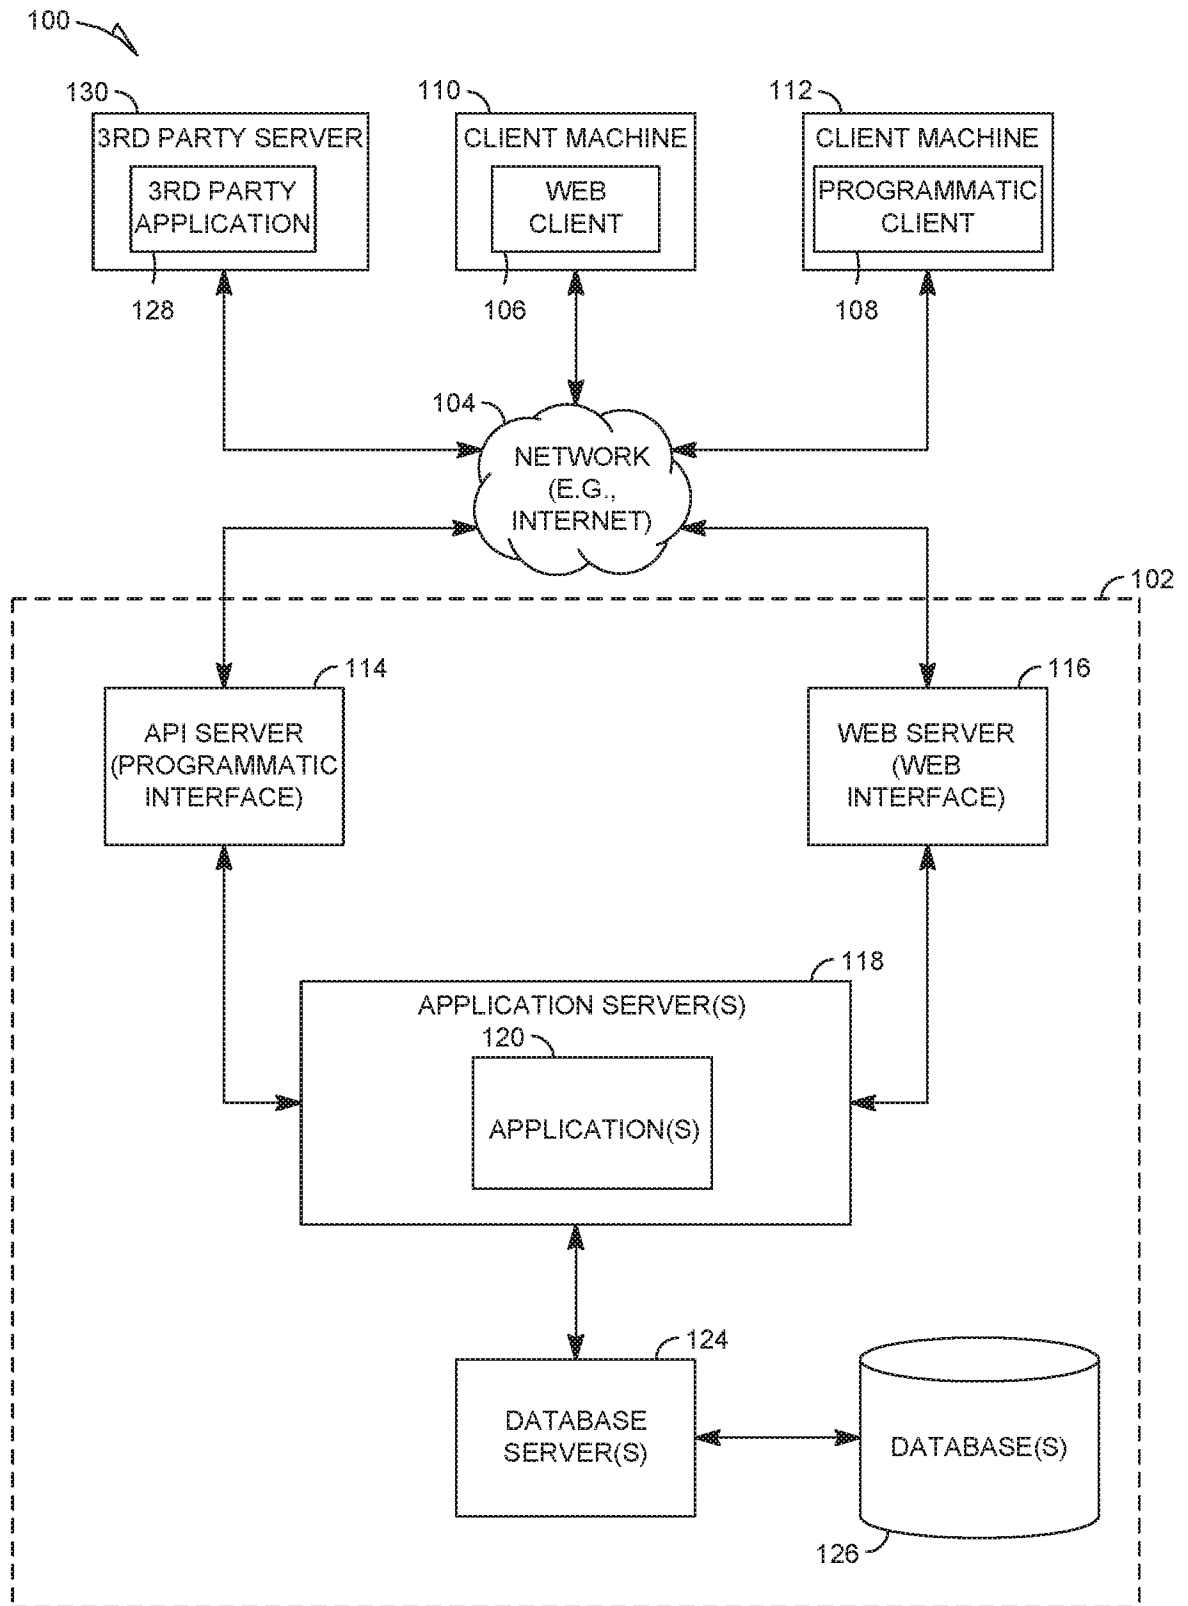 100
130
110
112
3RD PARTY SERVER
3RD PARTY
APPLICATION
128
CLIENT MACHINE
WEB
CLIENT
106
CLIENT MACHINE
PROGRAMMATIC
CLIENT
108
104
NETWORK
(E.G.,
INTERNET)
102
114
API SERVER
(PROGRAMMATIC
INTERFACE)
116
WEB SERVER
(WEB
INTERFACE)
118
APPLICATION SERVER(S)
120
APPLICATION(S)
124
DATABASE
SERVER(S)
DATABASE(S)
126